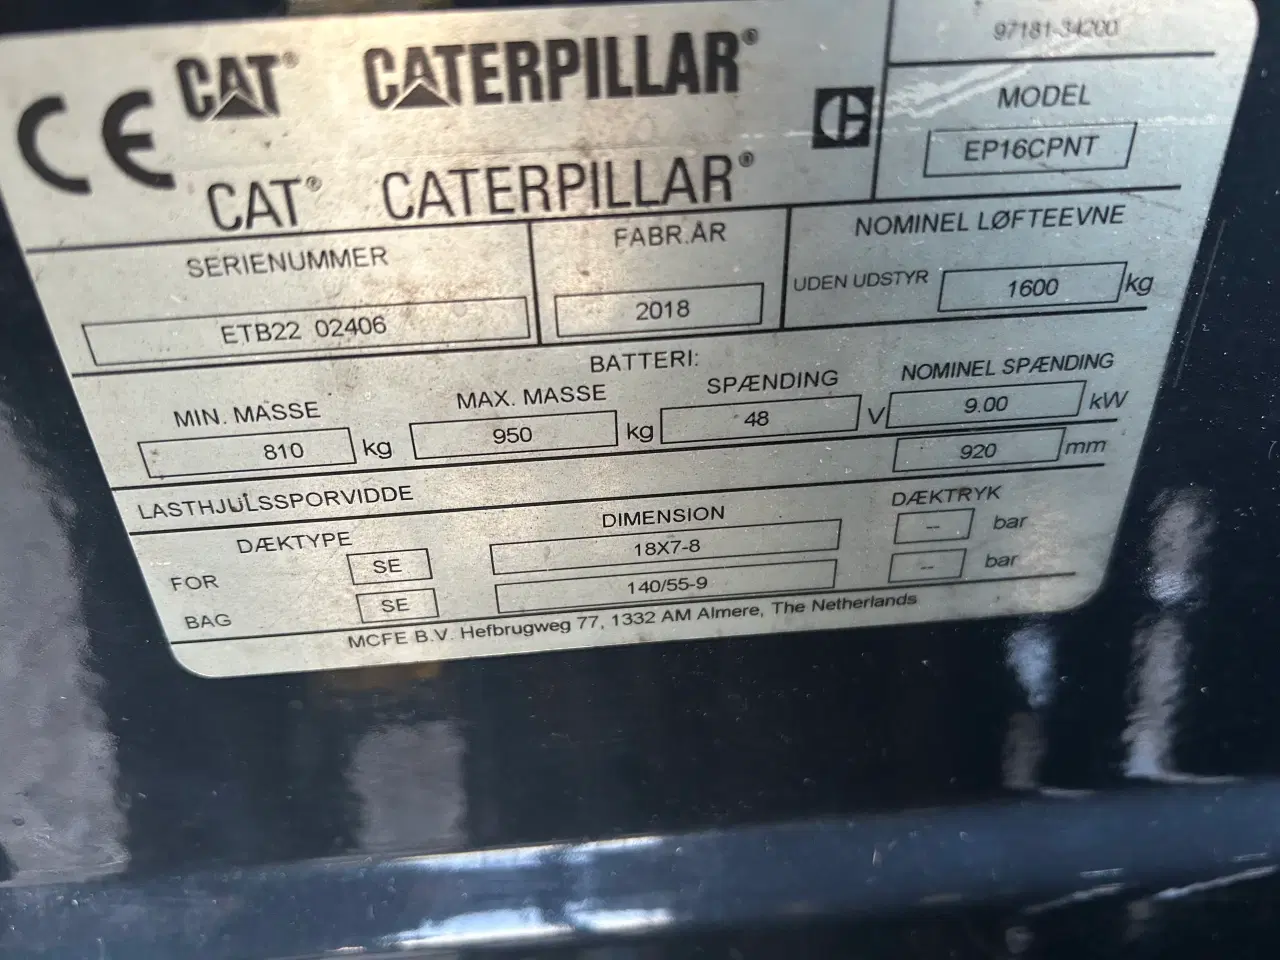 97181-34200
CE CAT® CATERPILLAR®
CAT® CATERPILLAR®
MODEL
EP16CPNT
SERIENUMMER
ETB22 02406
FABR.ÅR
2018
NOMINEL LØFTEEVNE
UDEN UDSTYR 1600 kg
BATTERI:
MIN. MASSE MAX. MASSE SPÆNDING NOMINEL SPÆNDING
810 kg 950 kg 48 V 9.00 kW
LASTHJULSSPORVIDDE 920 mm
DÆKTYPE DIMENSION DÆKTRYK
FOR SE 18X7-8 -- bar
BAG SE 140/55-9 -- bar
MCFE B.V. Hefbrugweg 77, 1332 AM Almere, The Netherlands